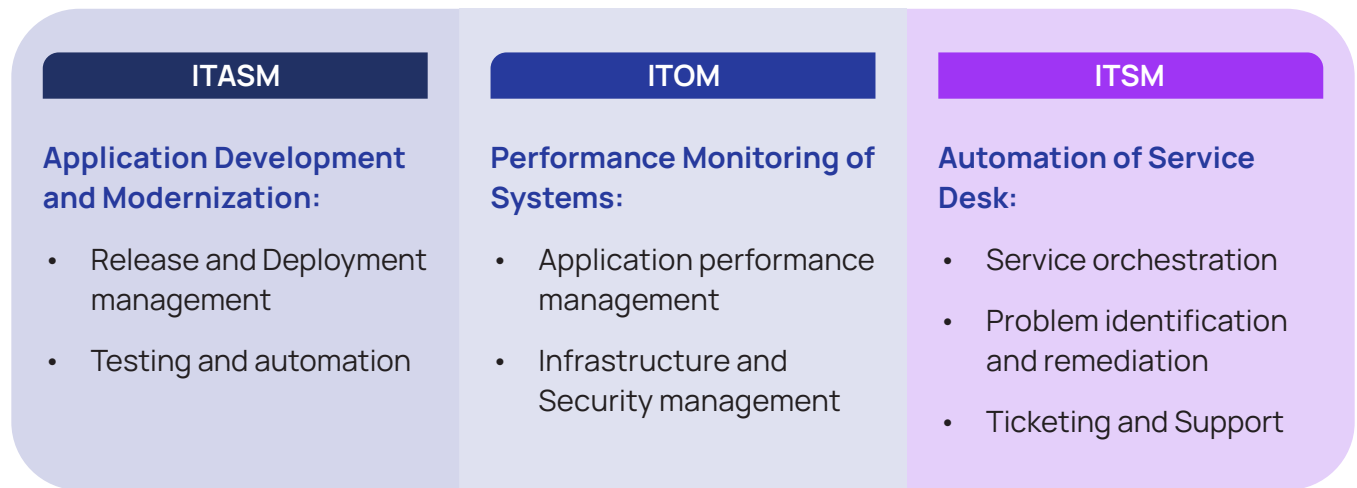 ITASM
Application Development
and Modernization:
• Release and Deployment
management
• Testing and automation
ITOM
Performance Monitoring of
Systems:
• Application performance
management
• Infrastructure and
Security management
ITSM
Automation of Service
Desk:
• Service orchestration
• Problem identification
and remediation
• Ticketing and Support